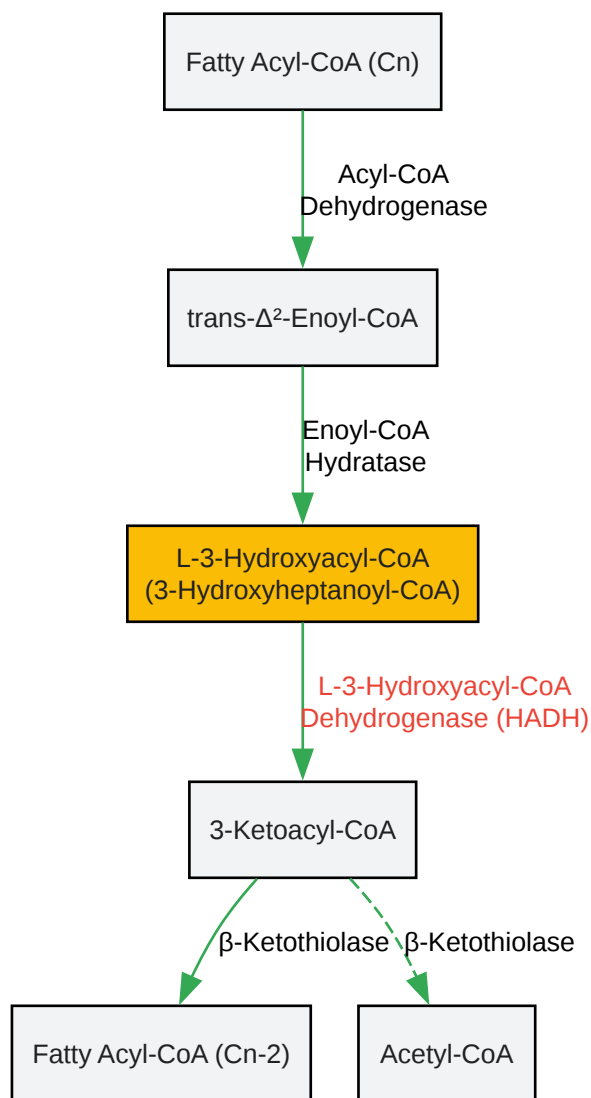 Fatty Acyl-CoA (Cn)
Acyl-CoA
Dehydrogenase
trans-Δ²-Enoyl-CoA
Enoyl-CoA
Hydratase
L-3-Hydroxyacyl-CoA
(3-Hydroxyheptanoyl-CoA)
L-3-Hydroxyacyl-CoA
Dehydrogenase (HADH)
3-Ketoacyl-CoA
β-Ketothiolase
β-Ketothiolase
Fatty Acyl-CoA (Cn-2)
Acetyl-CoA